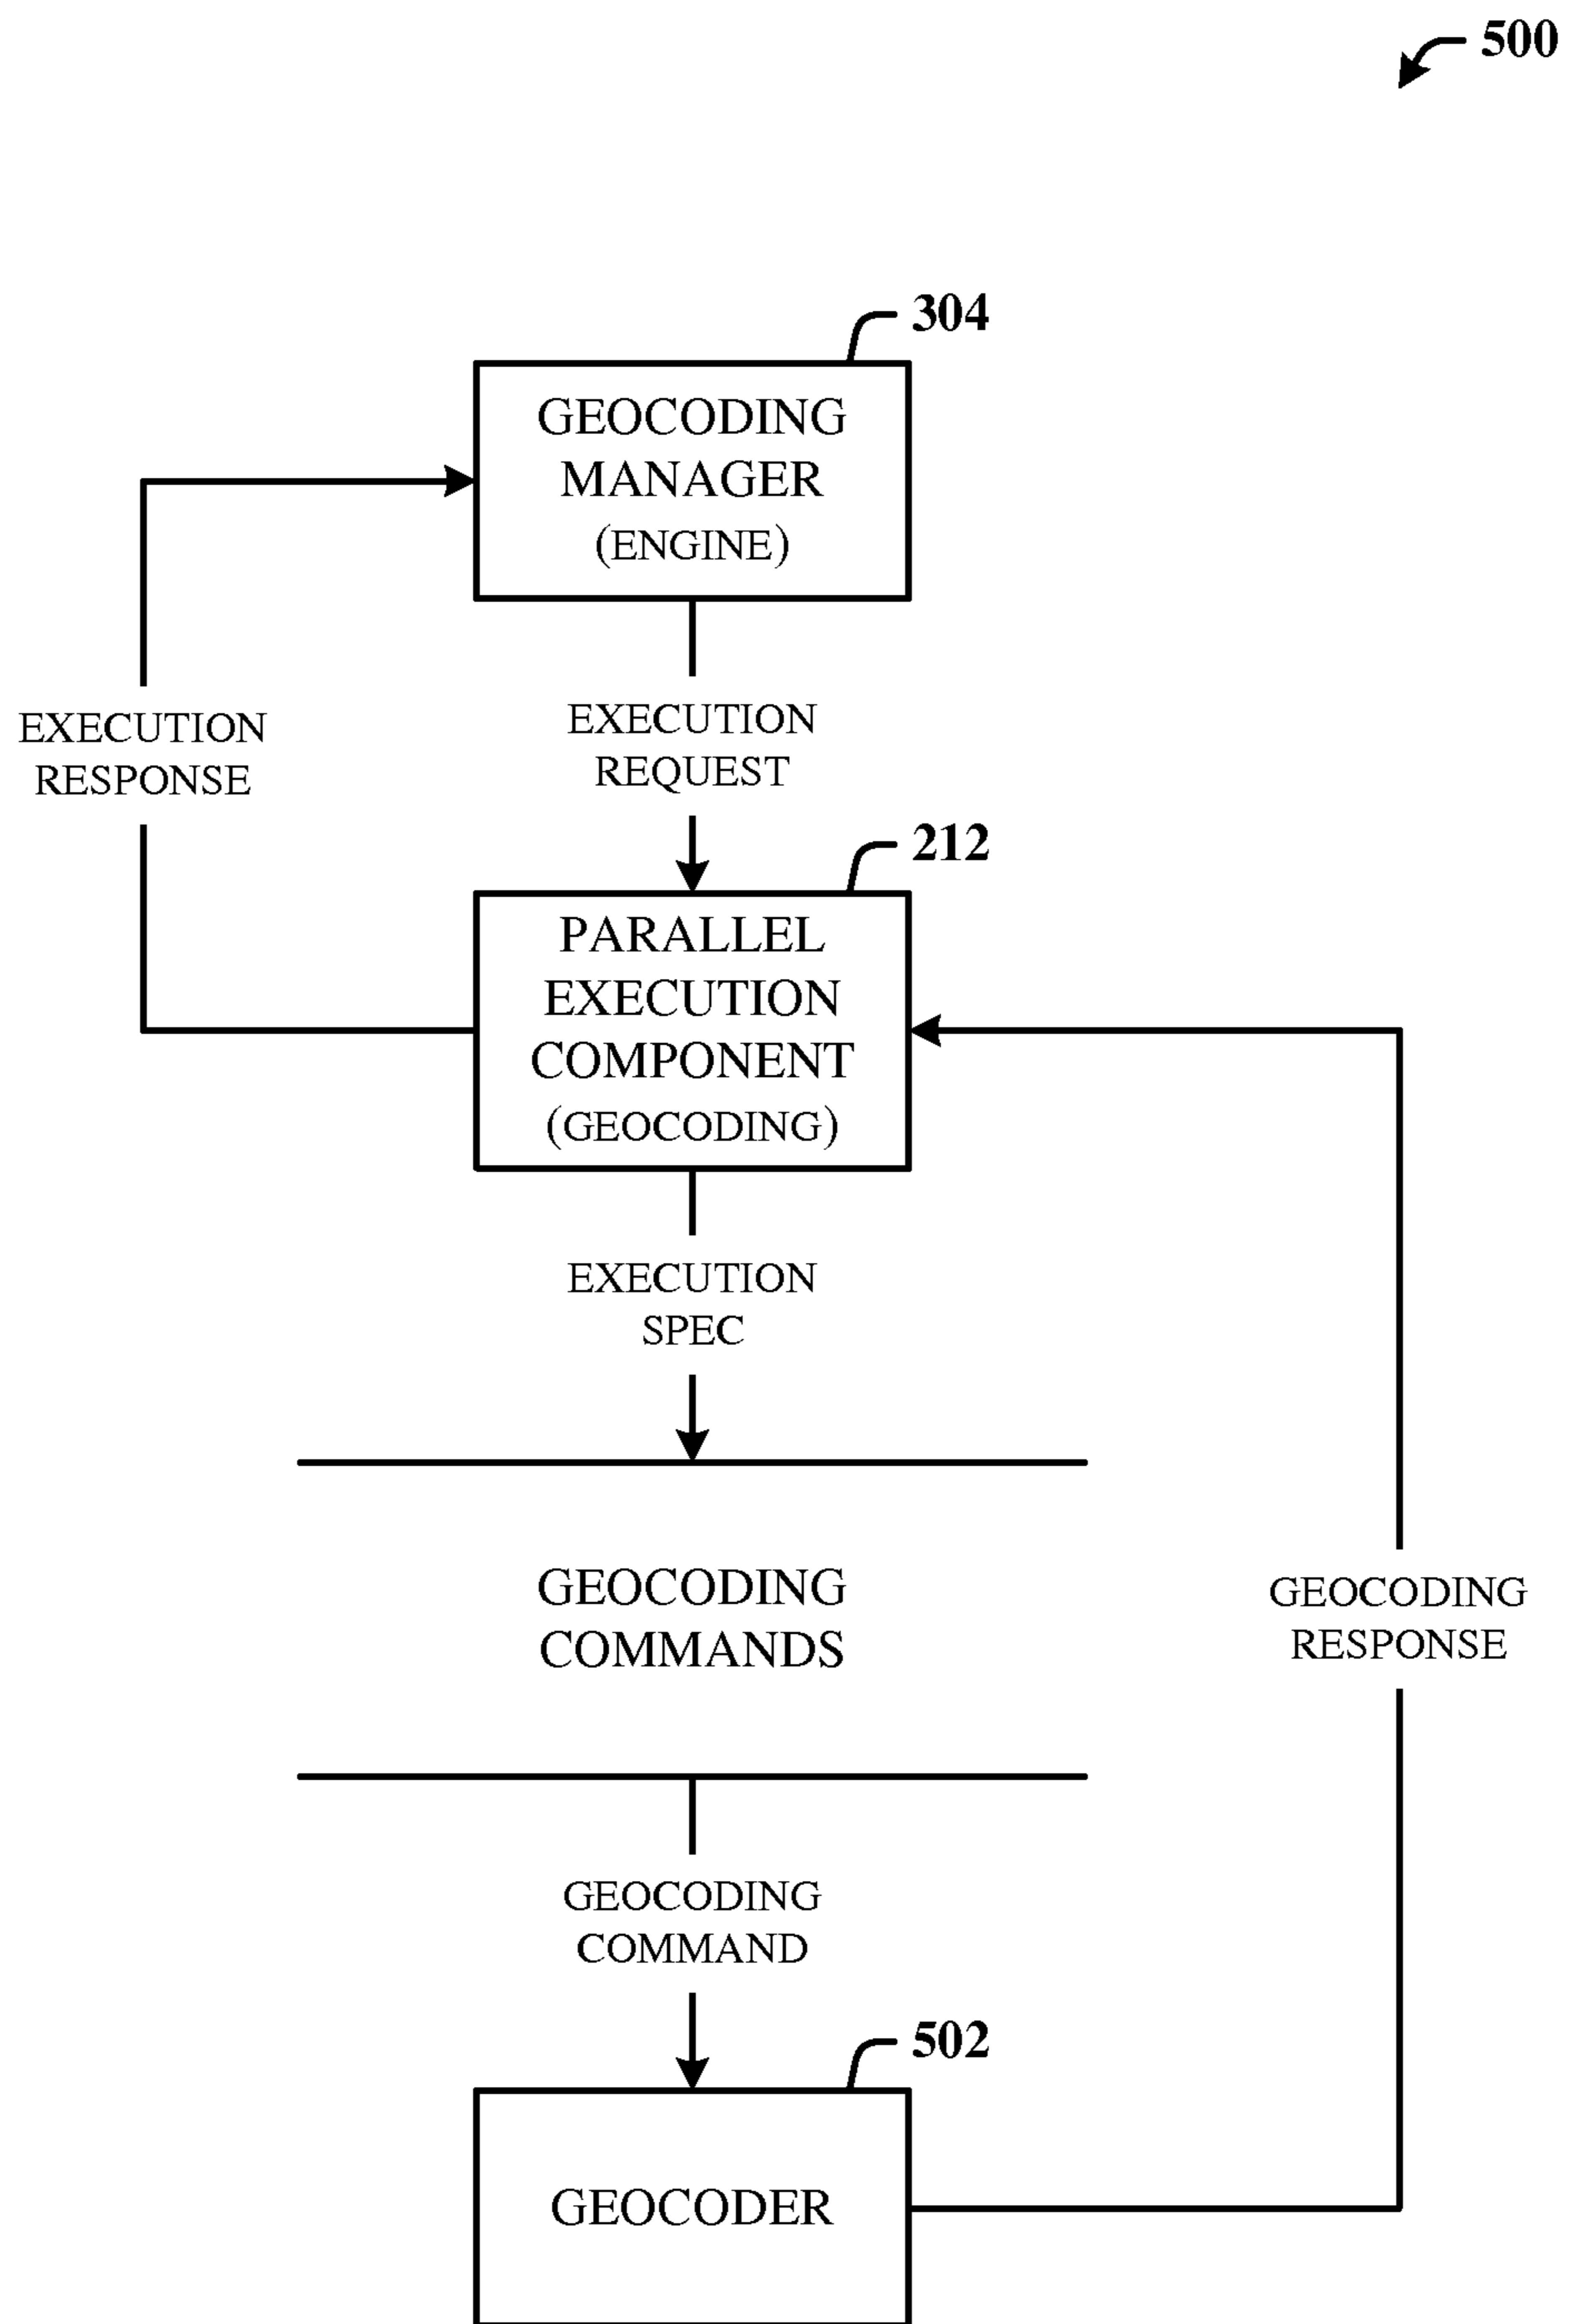 500
304
GEOCODING
MANAGER
(ENGINE)
EXECUTION
RESPONSE
EXECUTION
REQUEST
212
PARALLEL
EXECUTION
COMPONENT
(GEOCODING)
EXECUTION
SPEC
GEOCODING
COMMANDS
GEOCODING
RESPONSE
GEOCODING
COMMAND
502
GEOCODER